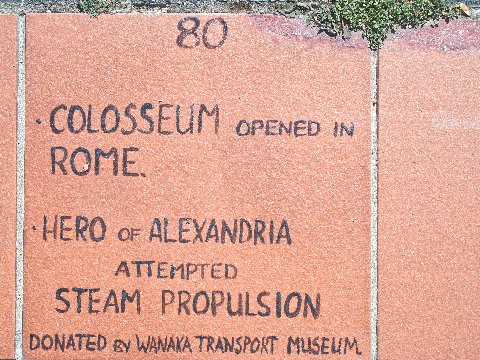 80
· COLOSSEUM OPENED IN
ROME.
· HERO OF ALEXANDRIA
ATTEMPTED
STEAM PROPULSION
DONATED BY WANAKA TRANSPORT MUSEUM.